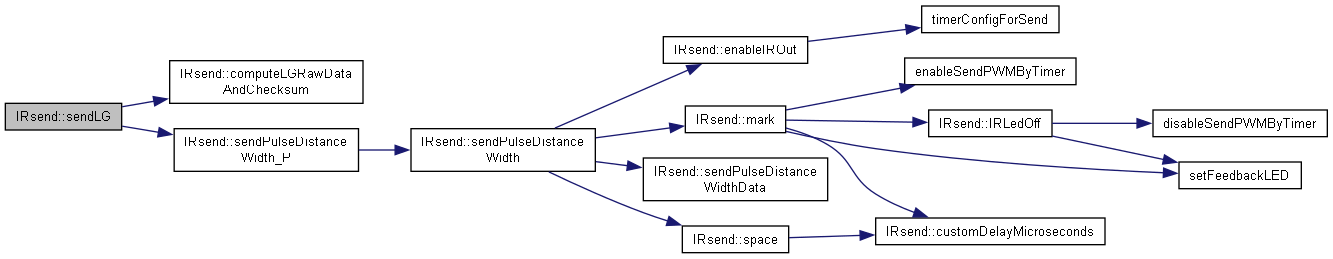 IRsend::sendLG
IRsend::computeLGRawData
AndChecksum
IRsend::sendPulseDistance
Width_P
IRsend::sendPulseDistance
Width
IRsend::enableIROut
timerConfigForSend
IRsend::mark
enableSendPWMByTimer
IRsend::IRLedOff
disableSendPWMByTimer
setFeedbackLED
IRsend::sendPulseDistance
WidthData
IRsend::space
IRsend::customDelayMicroseconds